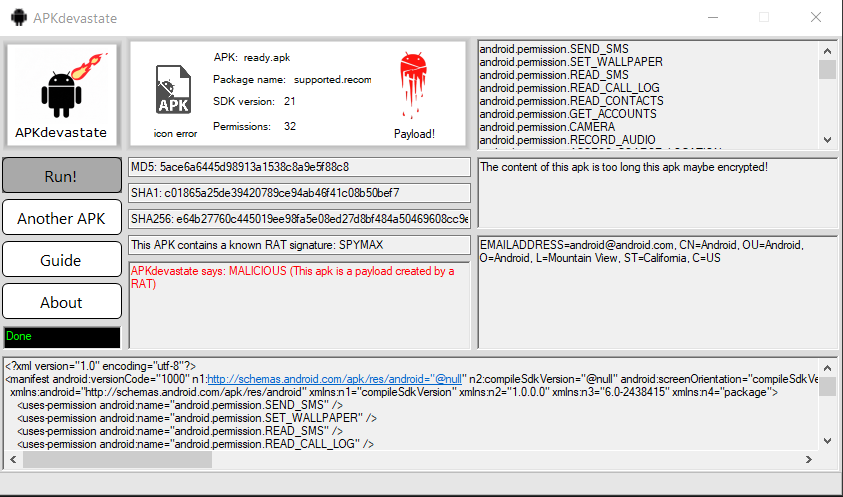 APKdevastate
APKdevastate
APK: ready.apk
Package name: supported.recom
SDK version: 21
Permissions: 32
APK
icon error
Payload!
android.permission.SEND_SMS
android.permission.SET_WALLPAPER
android.permission.READ_SMS
android.permission.READ_CALL_LOG
android.permission.READ_CONTACTS
android.permission.GET_ACCOUNTS
android.permission.CAMERA
android.permission.RECORD_AUDIO
Run!
Another APK
Guide
About
Done
MD5: 5ace6a6445d98913a1538c8a9e5f88c8
SHA1: c01865a25de39420789ce94ab46f41c08b50bef7
SHA256: e64b27760c445019ee98fa5e08ed27d8bf484a50469608cc9e
This APK contains a known RAT signature: SPYMAX
APKdevastate says: MALICIOUS (This apk is a payload created by a
RAT)
The content of this apk is too long this apk maybe encrypted!
EMAILADDRESS=android@android.com, CN=Android, OU=Android,
O=Android, L=Mountain View, ST=California, C=US
<?xml version="1.0" encoding="utf-8"?>
<manifest android:versionCode="1000" n1:http://schemas.android.com/apk/res/android="@null" n2:compileSdkVersion="@null" android:screenOrientation="compileSdkVe
xmlns:android="http://schemas.android.com/apk/res/android" xmlns:n1="compileSdkVersion" xmlns:n2="1.0.0.0" xmlns:n3="6.0-2438415" xmlns:n4="package">
<uses-permission android:name="android.permission.SEND_SMS" />
<uses-permission android:name="android.permission.SET_WALLPAPER" />
<uses-permission android:name="android.permission.READ_SMS" />
<uses-permission android:name="android.permission.READ_CALL_LOG" />